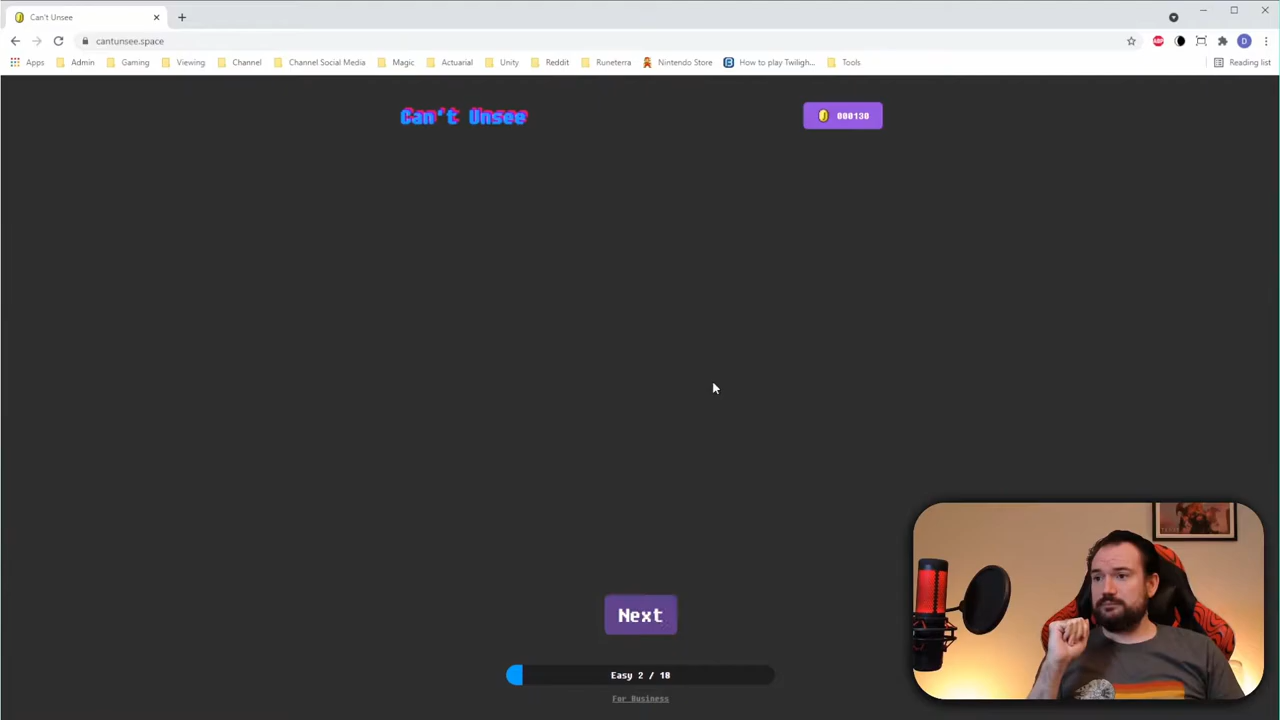 Can't Unsee
cantunsee.space
Apps Admin Gaming Viewing Channel Channel Social Media Magic Actuarial Unity Reddit Runeterra Nintendo Store How to play Twiligh... Tools Reading list
ABP
D
Can't Unsee
000130
Next
Easy 2 / 18
For Business